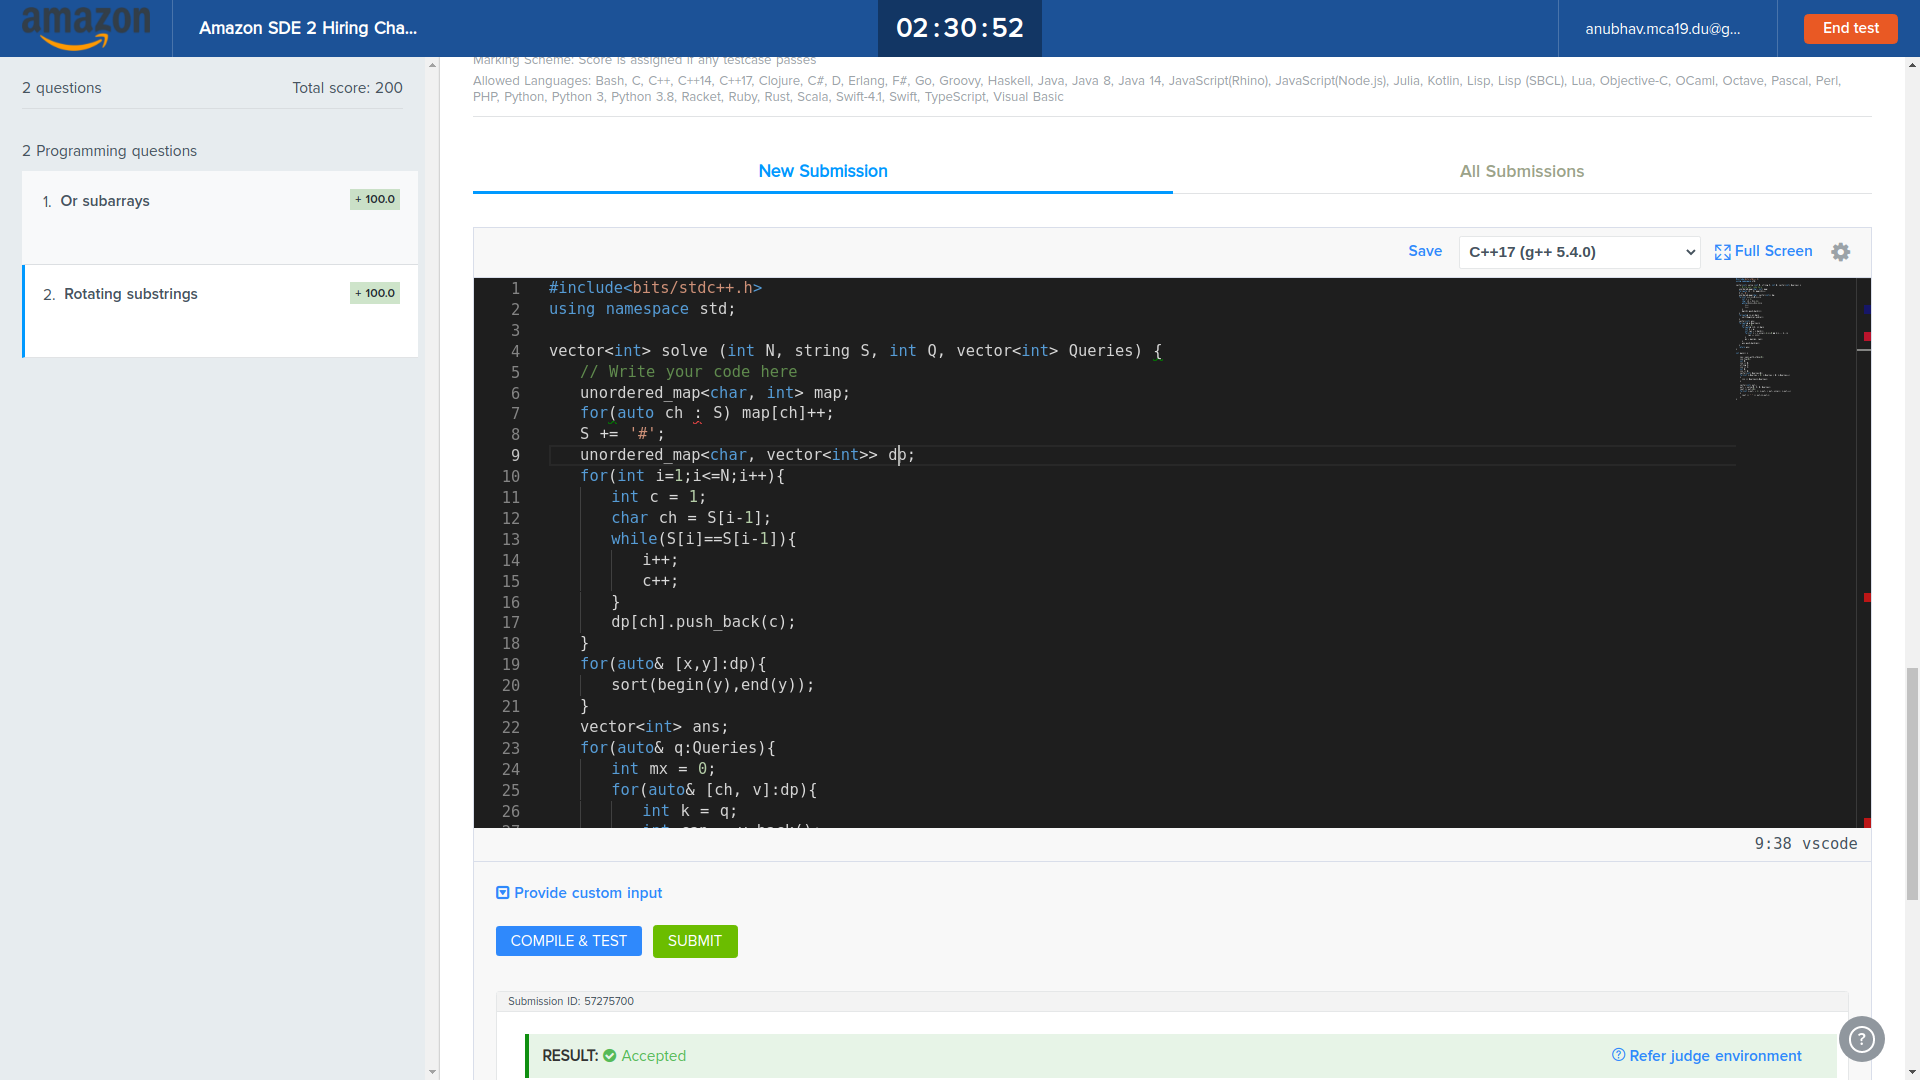 amazon
Amazon SDE 2 Hiring Cha...
02:30:52
anubhav.mca19.du@g...
End test
2 questions
Total score: 200
2 Programming questions
1. Or subarrays
+ 100.0
2. Rotating substrings
+ 100.0
Marking Scheme: Score is assigned if any testcase passes
Allowed Languages: Bash, C, C++, C++14, C++17, Clojure, C#, D, Erlang, F#, Go, Groovy, Haskell, Java, Java 8, Java 14, JavaScript(Rhino), JavaScript(Node.js), Julia, Kotlin, Lisp, Lisp (SBCL), Lua, Objective-C, OCaml, Octave, Pascal, Perl,
PHP, Python, Python 3, Python 3.8, Racket, Ruby, Rust, Scala, Swift-4.1, Swift, TypeScript, Visual Basic
New Submission
All Submissions
Save
C++17 (g++ 5.4.0)
Full Screen
1 #include<bits/stdc++.h>
2 using namespace std;
3
4 vector<int> solve (int N, string S, int Q, vector<int> Queries) {
5 // Write your code here
6 unordered_map<char, int> map;
7 for(auto ch : S) map[ch]++;
8 S += '#';
9 unordered_map<char, vector<int>> dp;
10 for(int i=1;i<=N;i++){
11 int c = 1;
12 char ch = S[i-1];
13 while(S[i]==S[i-1]){
14 i++;
15 c++;
16 }
17 dp[ch].push_back(c);
18 }
19 for(auto& [x,y]:dp){
20 sort(begin(y),end(y));
21 }
22 vector<int> ans;
23 for(auto& q:Queries){
24 int mx = 0;
25 for(auto& [ch, v]:dp){
26 int k = q;
9:38 vscode
Provide custom input
COMPILE & TEST
SUBMIT
Submission ID: 57275700
RESULT: Accepted
Refer judge environment
?